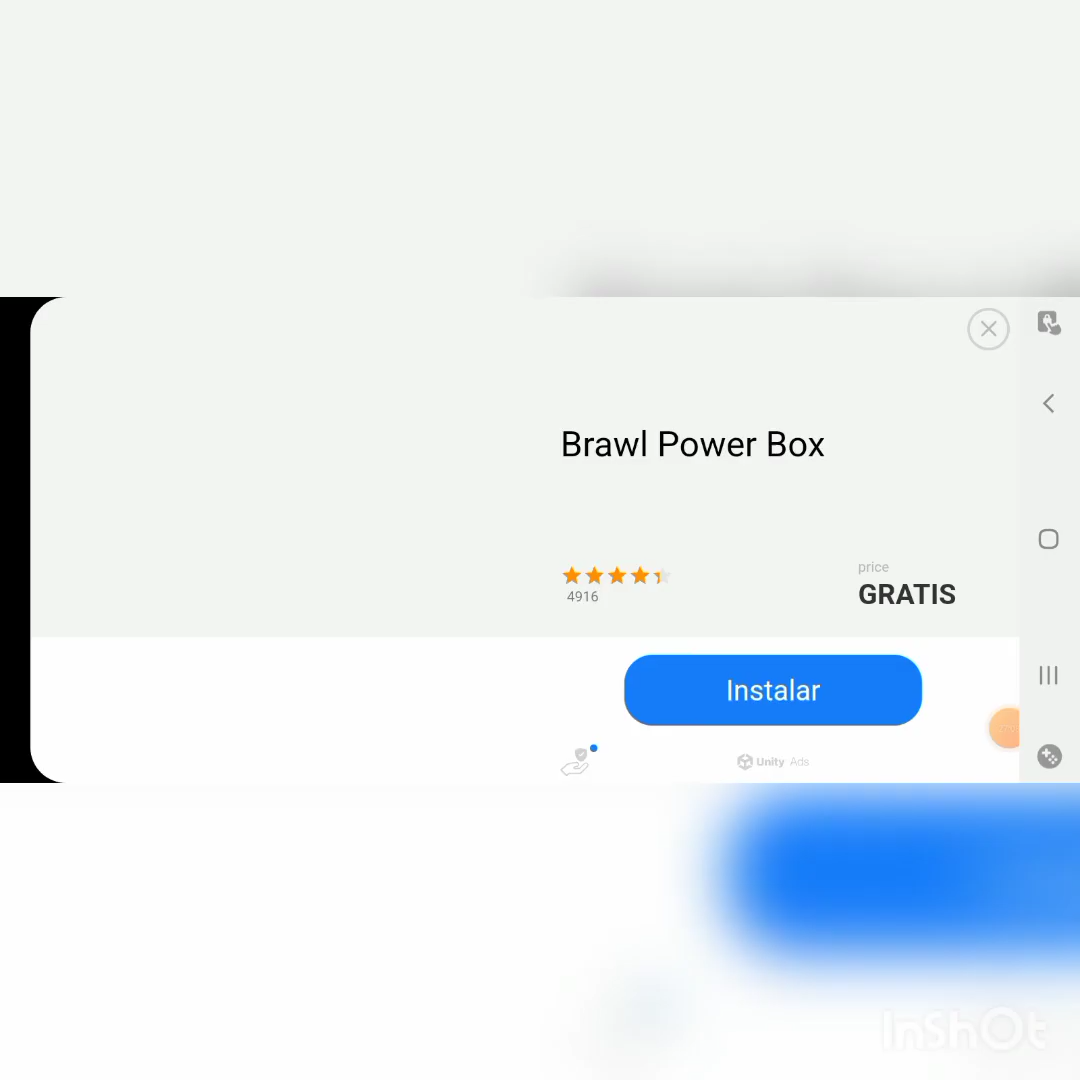 Brawl Power Box
4916
price
GRATIS
Instalar
Unity Ads
InShOt